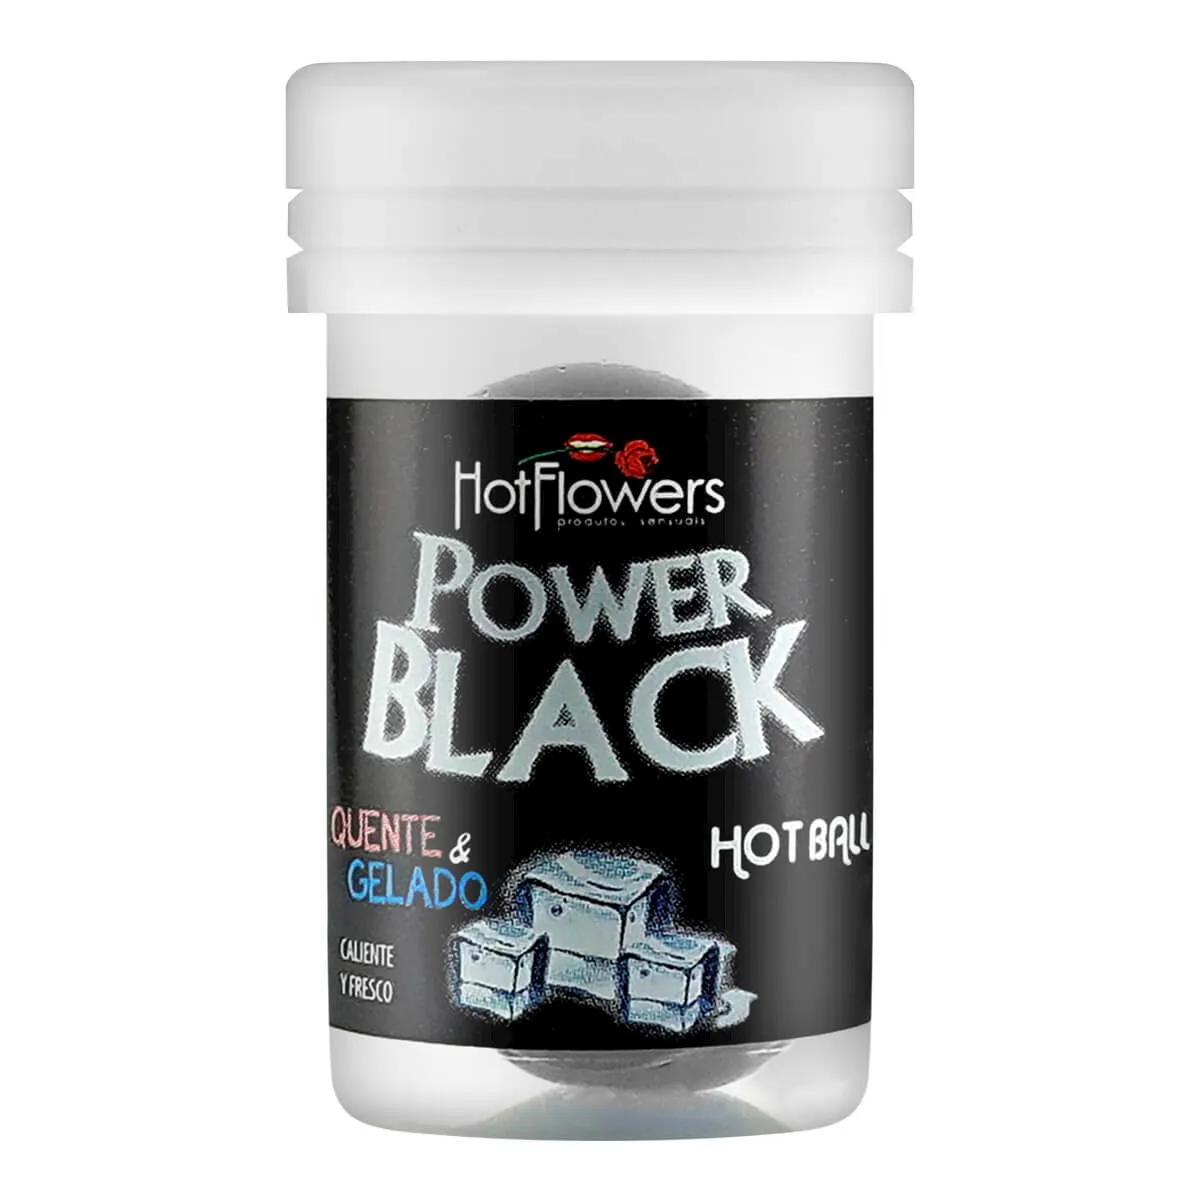 HotFlowers
produtos sensuais
POWER
BLACK
QUENTE &
GELADO
HOT BALL
CALIENTE
Y FRESCO